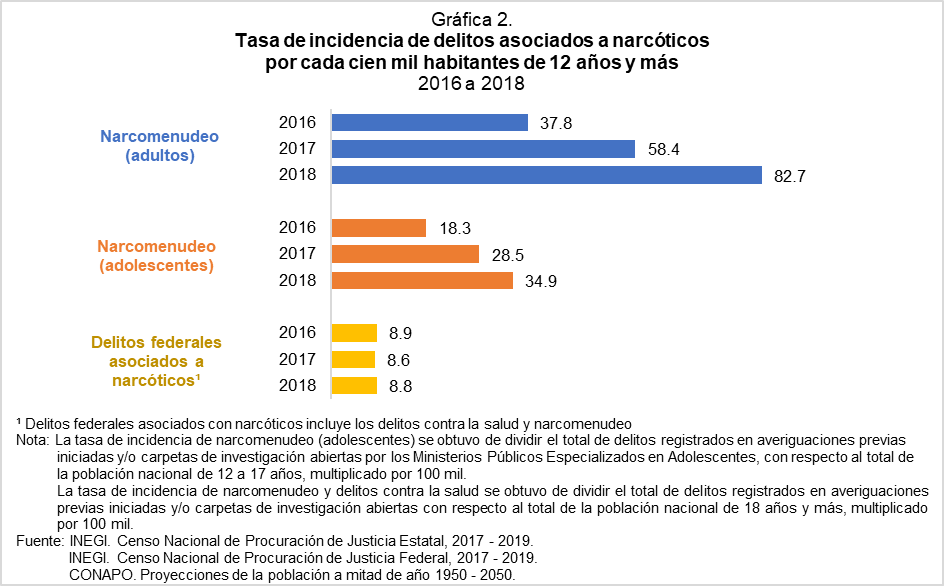 Gráfica 2.
Tasa de incidencia de delitos asociados a narcóticos
por cada cien mil habitantes de 12 años y más
2016 a 2018
Narcomenudeo
(adultos)
2016 37.8
2017 58.4
2018 82.7
Narcomenudeo
(adolescentes)
2016 18.3
2017 28.5
2018 34.9
Delitos federales
asociados a
narcóticos¹
2016 8.9
2017 8.6
2018 8.8
¹ Delitos federales asociados con narcóticos incluye los delitos contra la salud y narcomenudeo
Nota: La tasa de incidencia de narcomenudeo (adolescentes) se obtuvo de dividir el total de delitos registrados en averiguaciones previas
iniciadas y/o carpetas de investigación abiertas por los Ministerios Públicos Especializados en Adolescentes, con respecto al total de
la población nacional de 12 a 17 años, multiplicado por 100 mil.
La tasa de incidencia de narcomenudeo y delitos contra la salud se obtuvo de dividir el total de delitos registrados en averiguaciones
previas iniciadas y/o carpetas de investigación abiertas con respecto al total de la población nacional de 18 años y más, multiplicado
por 100 mil.
Fuente: INEGI. Censo Nacional de Procuración de Justicia Estatal, 2017 - 2019.
INEGI. Censo Nacional de Procuración de Justicia Federal, 2017 - 2019.
CONAPO. Proyecciones de la población a mitad de año 1950 - 2050.